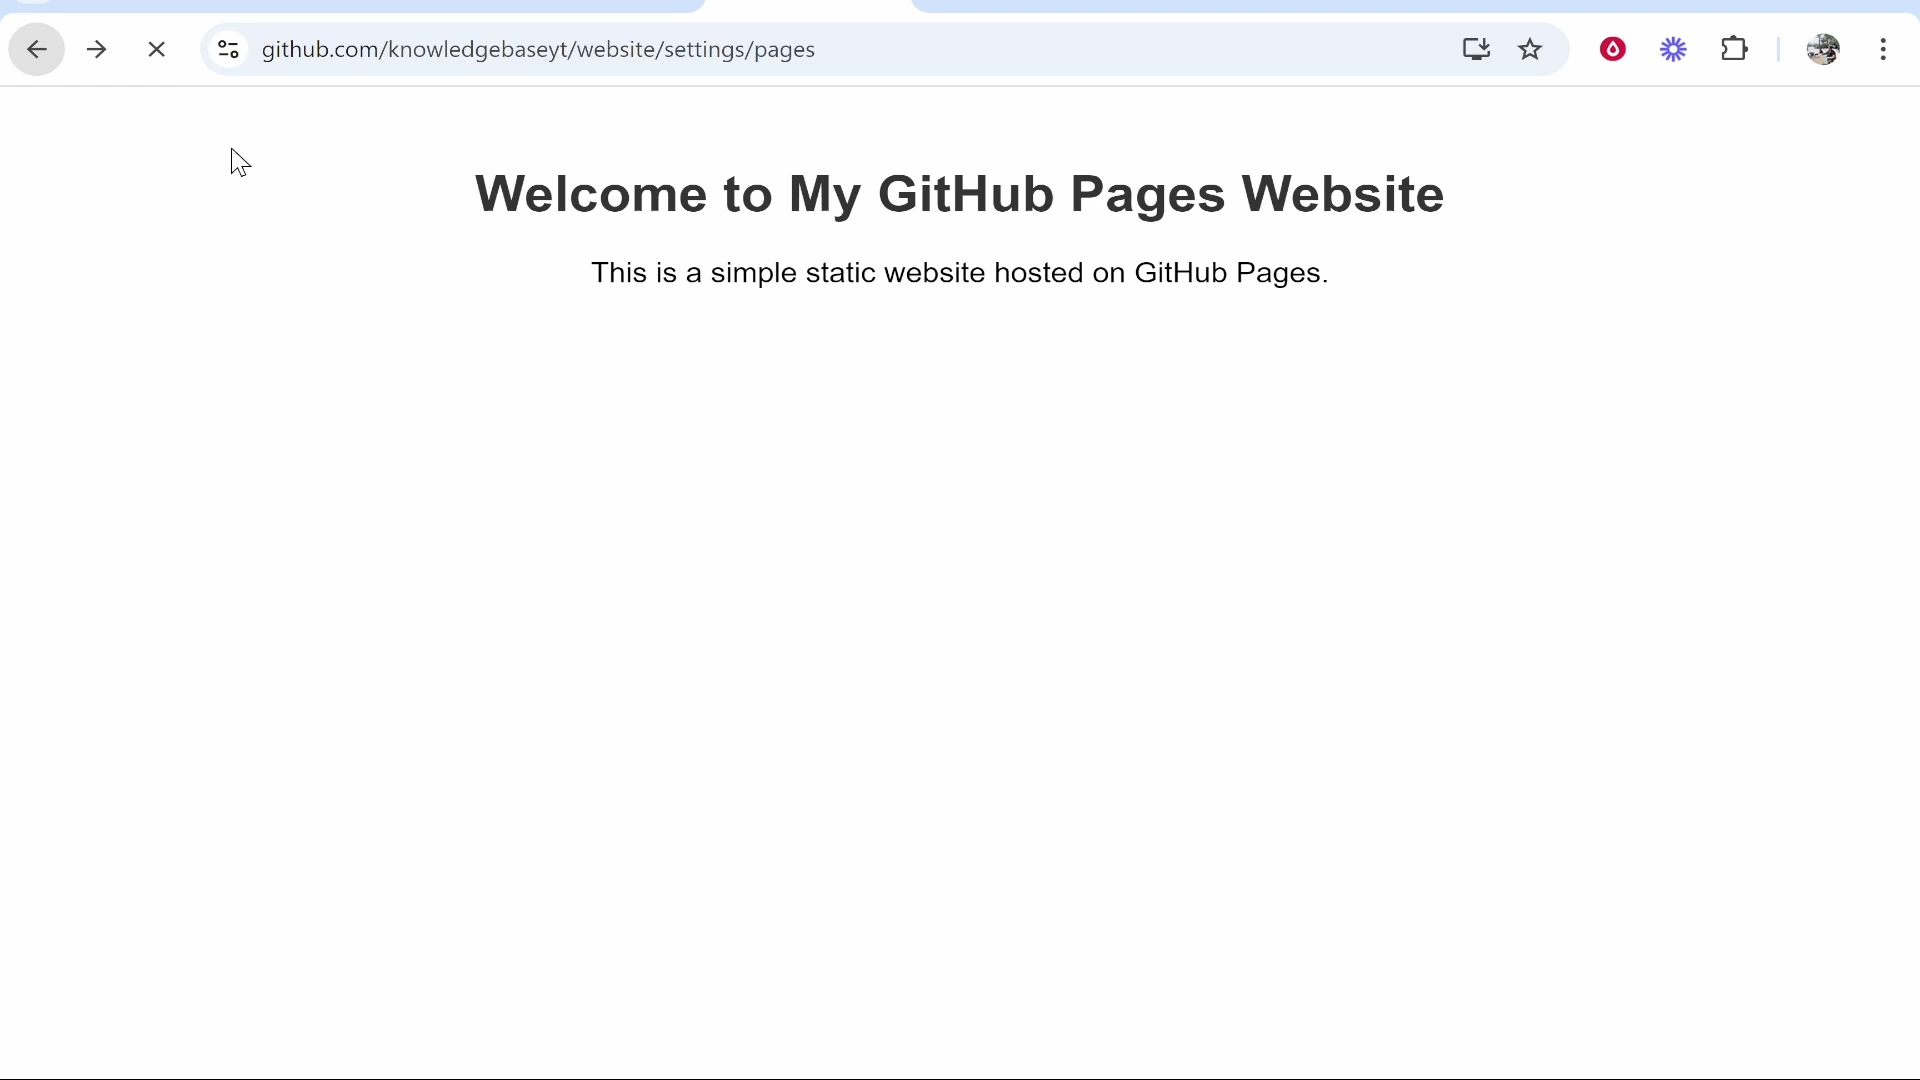 github.com/knowledgebaseyt/website/settings/pages
Welcome to My GitHub Pages Website
This is a simple static website hosted on GitHub Pages.